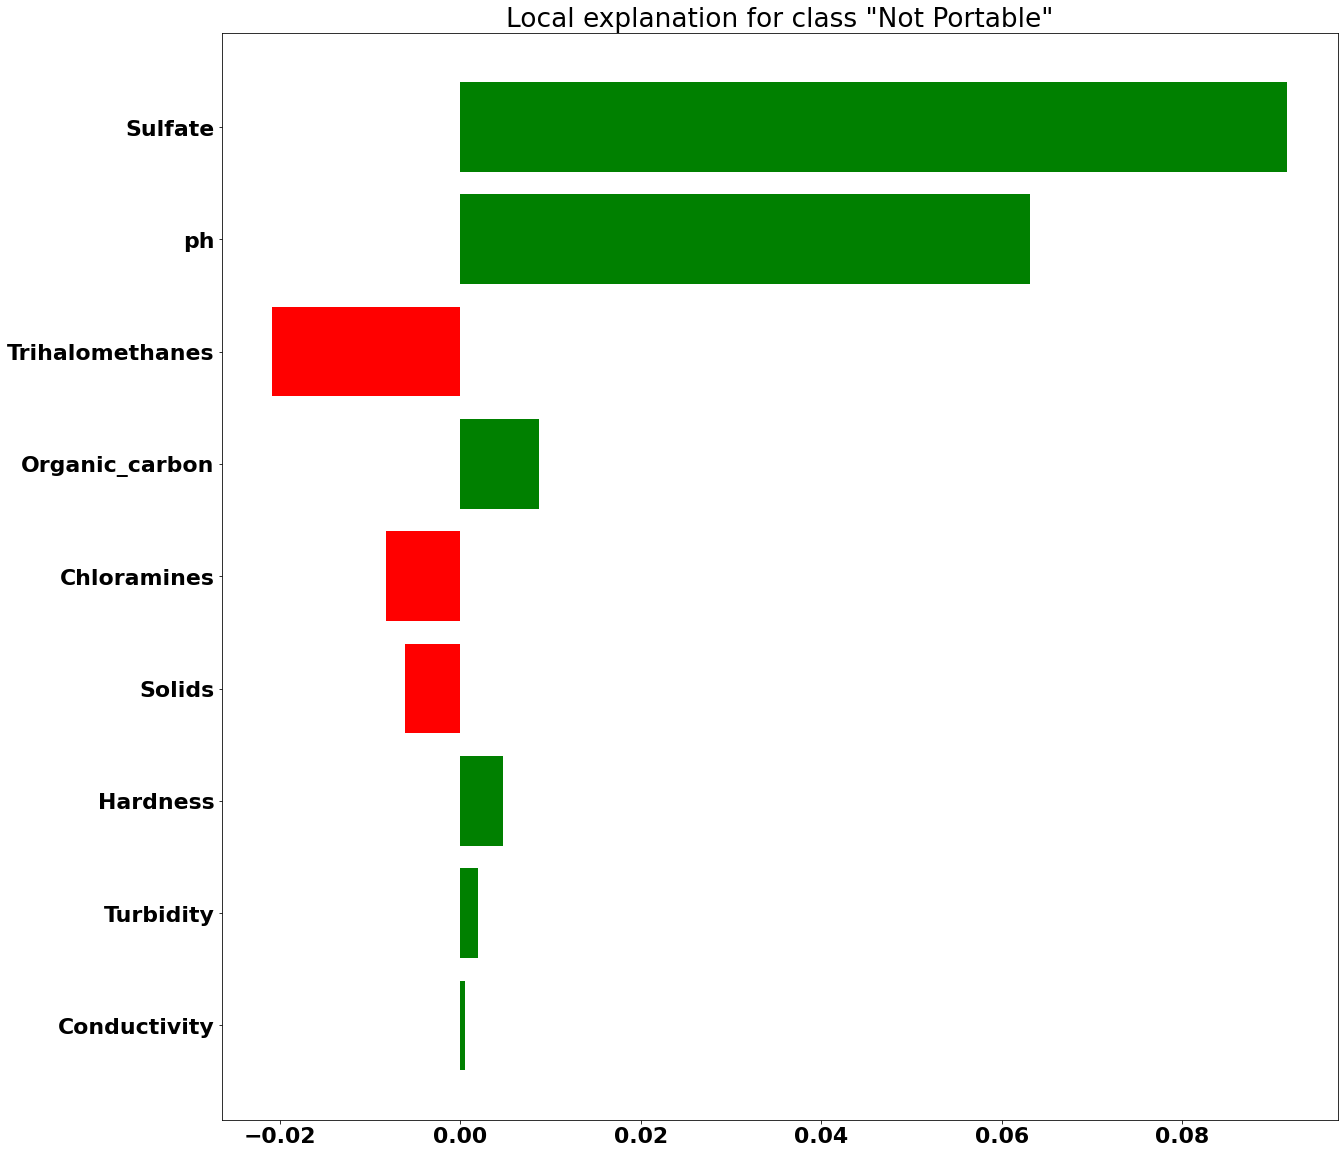 Local explanation for class "Not Portable"
Sulfate
ph
Trihalomethanes
Organic_carbon
Chloramines
Solids
Hardness
Turbidity
Conductivity
−0.02 0.00 0.02 0.04 0.06 0.08